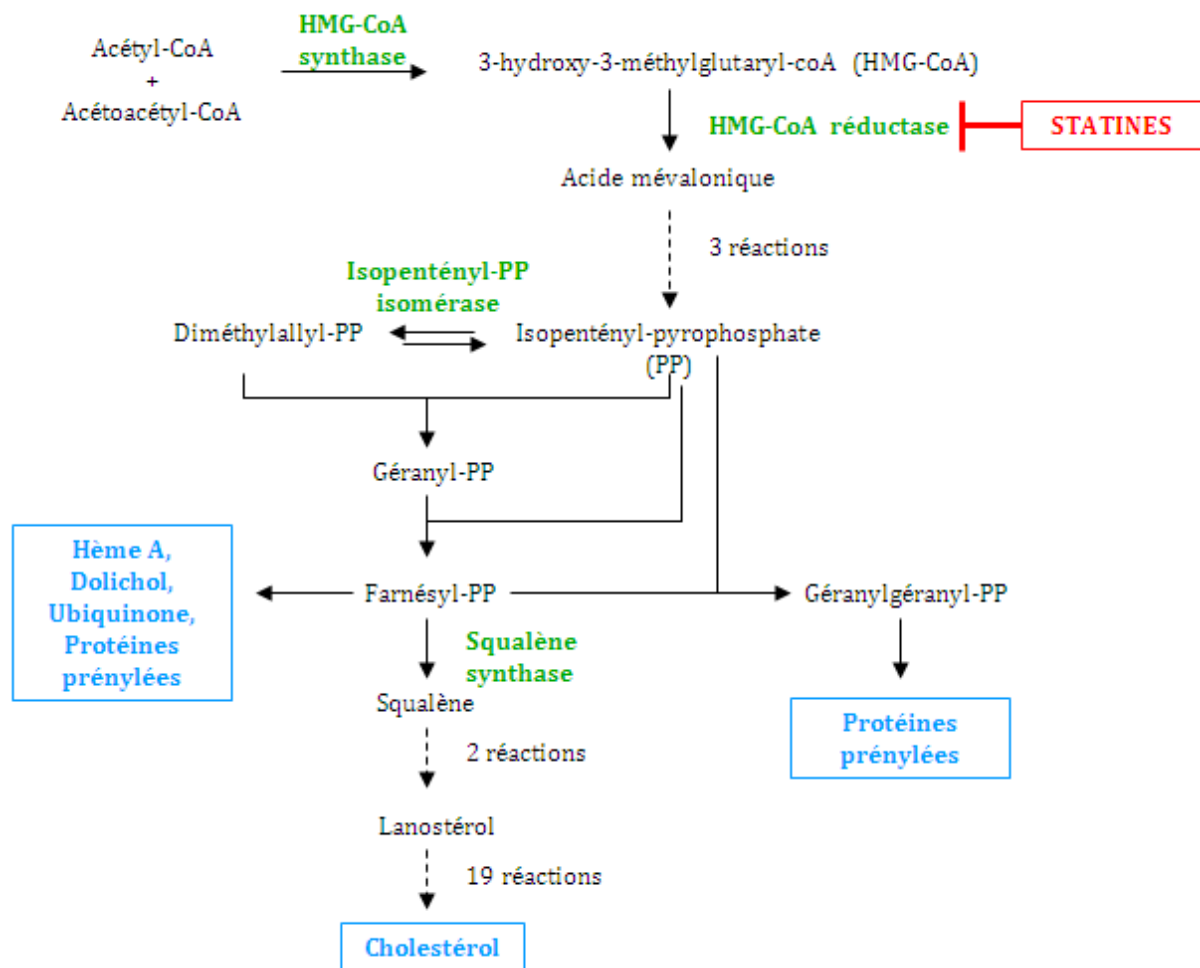 HMG-CoA
synthase
Acétyl-CoA
+
Acétoacétyl-CoA
3-hydroxy-3-méthylglutaryl-coA (HMG-CoA)
HMG-CoA réductase
STATINES
Acide mévalonique
3 réactions
Isopentényl-PP
isomérase
Diméthylallyl-PP
Isopentényl-pyrophosphate
(PP)
Géranyl-PP
Hème A,
Dolichol,
Ubiquinone,
Protéines
prénylées
Farnésyl-PP
Géranylgéranyl-PP
Squalène
synthase
Squalène
Protéines
prénylées
2 réactions
Lanostérol
19 réactions
Cholestérol